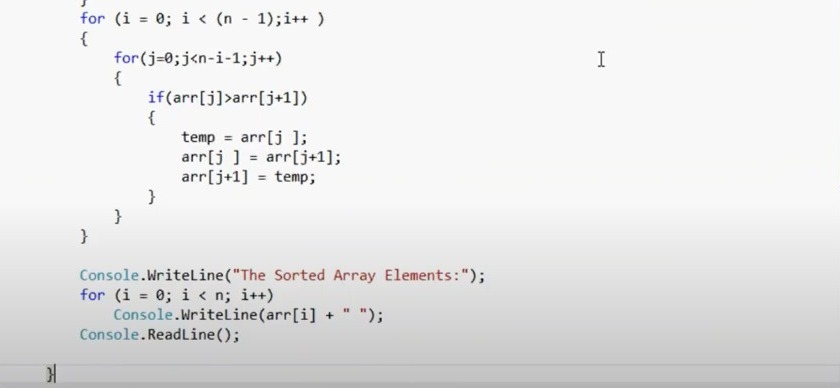 }
for (i = 0; i < (n - 1);i++ )
{
for(j=0;j<n-i-1;j++)
{
if(arr[j]>arr[j+1])
{
temp = arr[j ];
arr[j ] = arr[j+1];
arr[j+1] = temp;
}
}
}
Console.WriteLine("The Sorted Array Elements:");
for (i = 0; i < n; i++)
Console.WriteLine(arr[i] + " ");
Console.ReadLine();
}